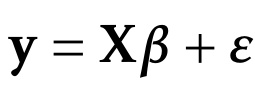 𝐲 = 𝐗𝛽 + 𝜀